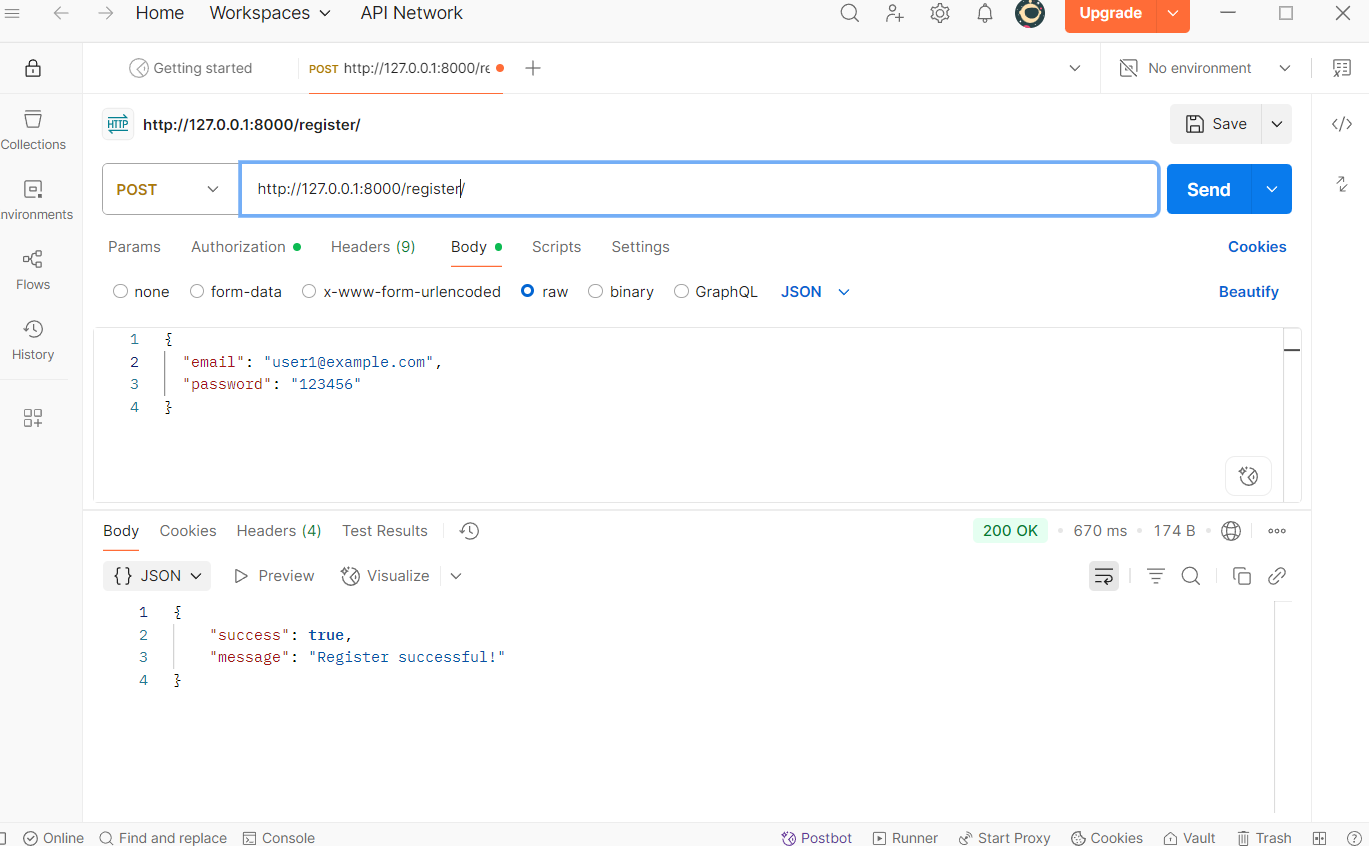 Home Workspaces API Network Upgrade
Getting started POST http://127.0.0.1:8000/re No environment
HTTP http://127.0.0.1:8000/register/ Save
Collections
nvironments
Flows
History
POST http://127.0.0.1:8000/register/ Send
Params Authorization Headers (9) Body Scripts Settings Cookies
none form-data x-www-form-urlencoded raw binary GraphQL JSON Beautify
1 {
2 "email": "user1@example.com",
3 "password": "123456"
4 }
Body Cookies Headers (4) Test Results 200 OK • 670 ms • 174 B
{} JSON Preview Visualize
1 {
2 "success": true,
3 "message": "Register successful!"
4 }
Online Find and replace Console Postbot Runner Start Proxy Cookies Vault Trash